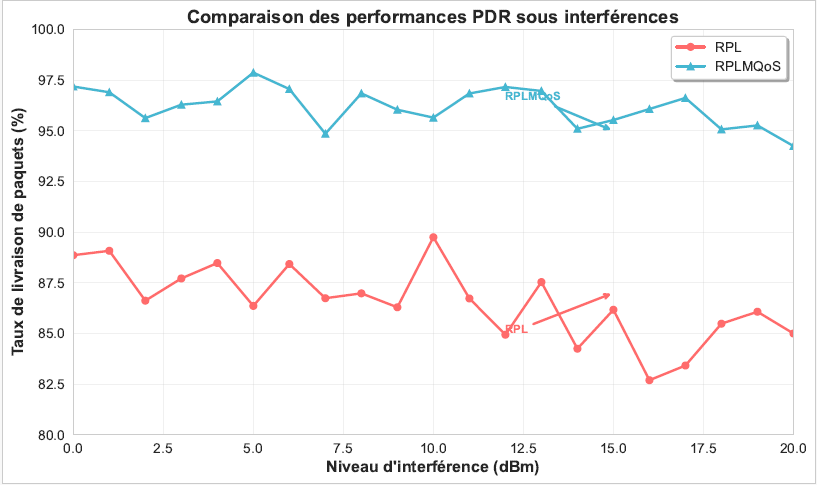 Comparaison des performances PDR sous interférences
RPL
RPLMQoS
Taux de livraison de paquets (%)
100.0
97.5
95.0
92.5
90.0
87.5
85.0
82.5
80.0
RPLMQoS
RPL
0.0 2.5 5.0 7.5 10.0 12.5 15.0 17.5 20.0
Niveau d'interférence (dBm)